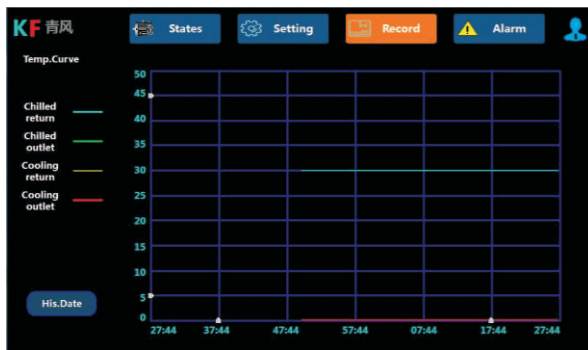 KF 青风
States
Setting
Record
Alarm
Temp.Curve
Chilled
return
Chilled
outlet
Cooling
return
Cooling
outlet
50
45
40
35
30
25
20
15
10
5
0
27:44 37:44 47:44 57:44 07:44 17:44 27:44
His.Date